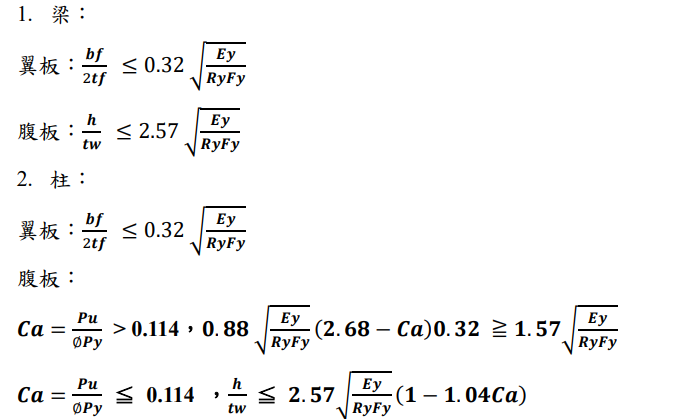 1. 梁：
翼板：bf/2tf ≤ 0.32 √(Ey/RyFy)
腹板：h/tw ≤ 2.57 √(Ey/RyFy)
2. 柱：
翼板：bf/2tf ≤ 0.32 √(Ey/RyFy)
腹板：
Ca = Pu/∅Py > 0.114，0.88 √(Ey/RyFy) (2.68 − Ca)0.32 ≧ 1.57 √(Ey/RyFy)
Ca = Pu/∅Py ≦ 0.114 ，h/tw ≦ 2.57 √(Ey/RyFy) (1 − 1.04Ca)